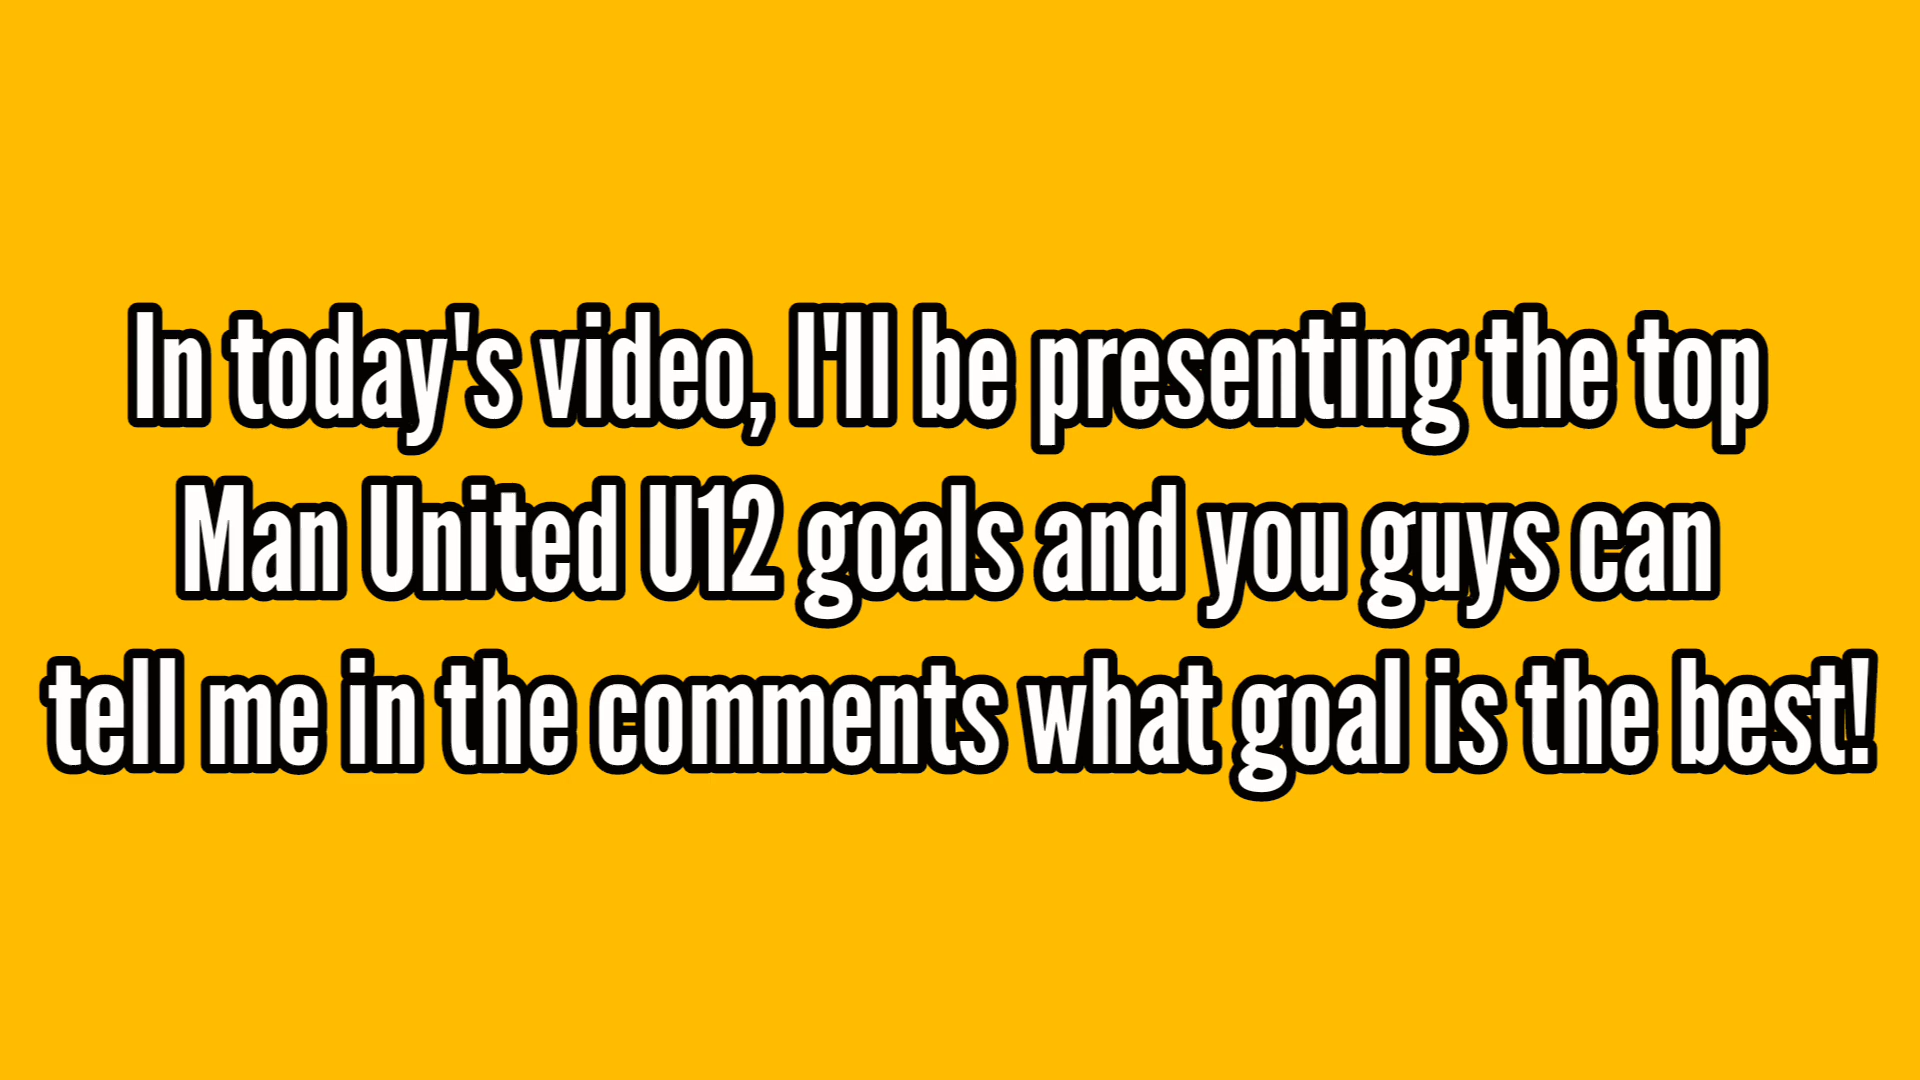 In today's video, I'll be presenting the top
Man United U12 goals and you guys can
tell me in the comments what goal is the best!